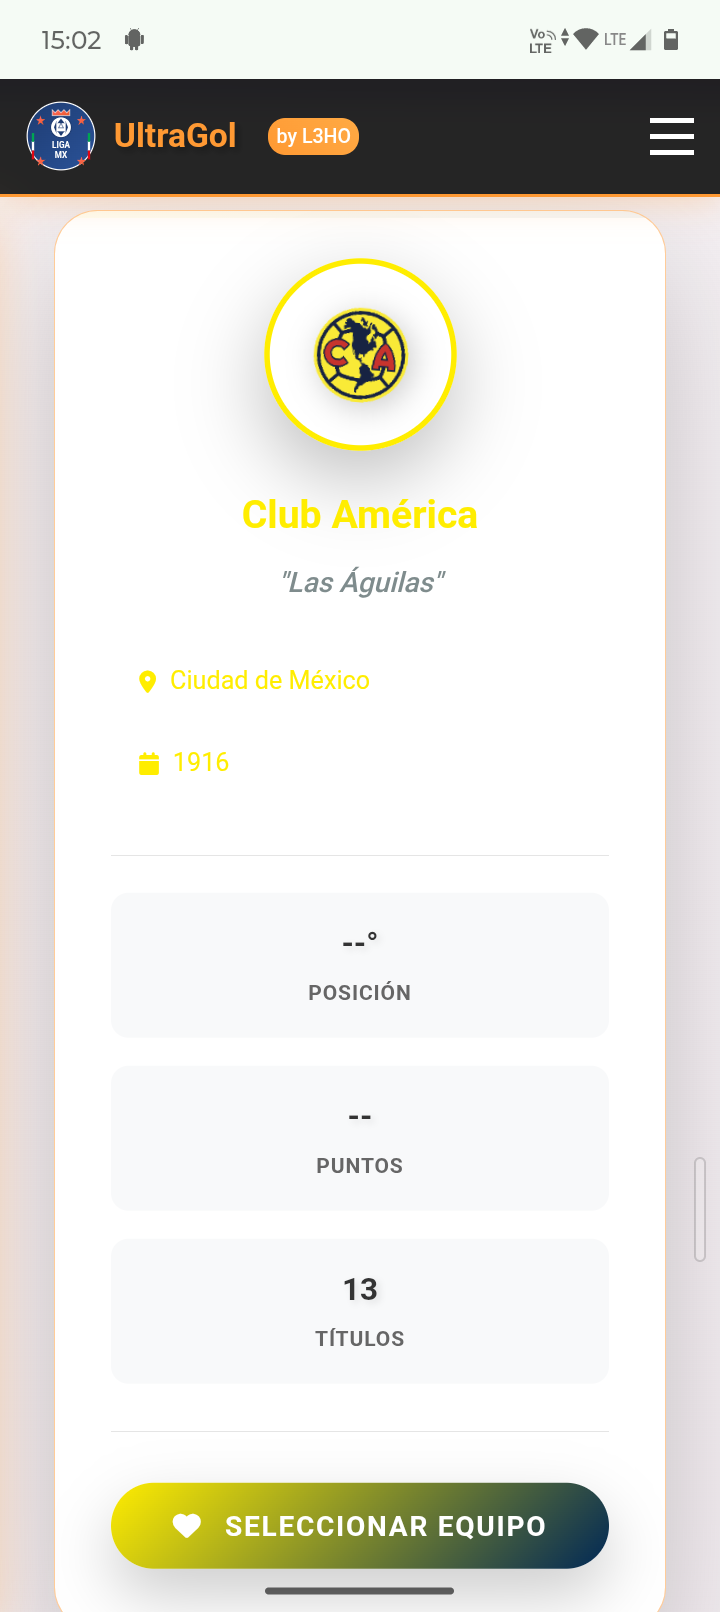 15:02
Vo
LTE
LTE
LIGA
MX
UltraGol
by L3HO
CA
Club América
"Las Águilas"
Ciudad de México
1916
--°
POSICIÓN
--
PUNTOS
13
TÍTULOS
SELECCIONAR EQUIPO